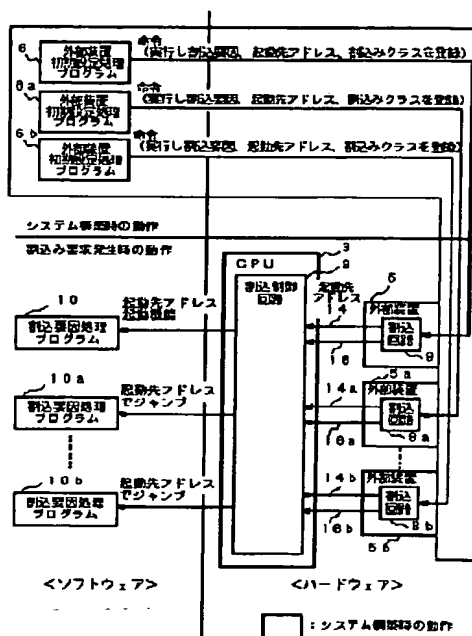 6
外部装置
初期設定処理
プログラム
命令
(実行し割込要因、起動先アドレス、割込みクラスを登録)
6a
外部装置
初期設定処理
プログラム
命令
(実行し割込要因、起動先アドレス、割込みクラスを登録)
6b
外部装置
初期設定処理
プログラム
命令
(実行し割込要因、起動先アドレス、割込みクラスを登録)
システム構築時の動作
割込み要求発生時の動作
CPU
3
割込制御
回路
2
起動先
アドレス
14
16
5
外部装置
割込
回路
9
10
割込要因処理
プログラム
起動先アドレス
10a
割込要因処理
プログラム
起動先アドレス
でジャンプ
14a
16a
5a
外部装置
割込
回路
10b
割込要因処理
プログラム
起動先アドレス
でジャンプ
14b
16b
外部装置
割込
回路
5b
<ソフトウェア>
<ハードウェア>
:システム構築時の動作